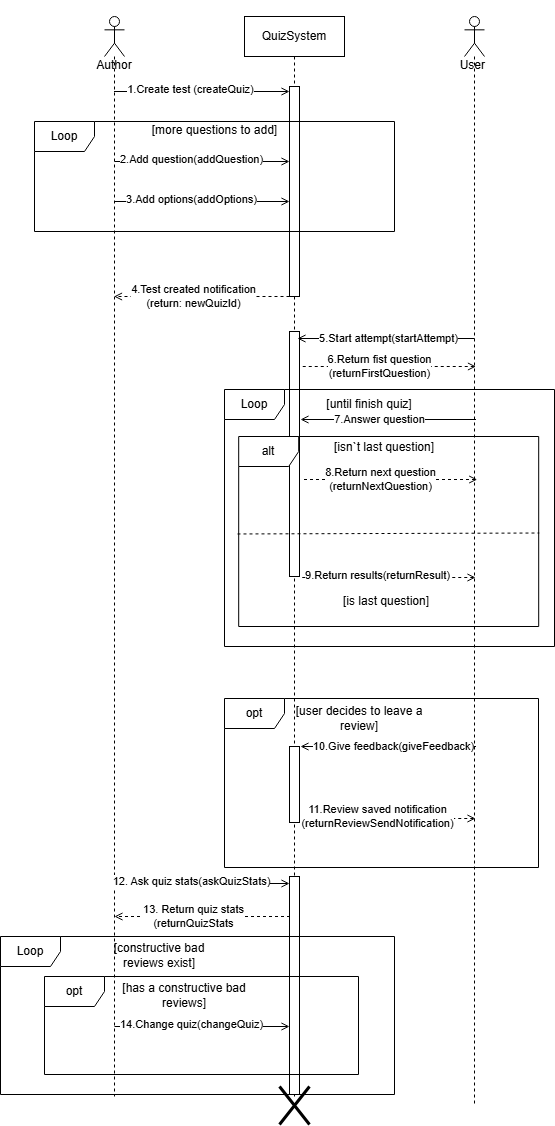 QuizSystem
Author
User
1.Create test (createQuiz)
Loop
[more questions to add]
2.Add question(addQuestion)
3.Add options(addOptions)
4.Test created notification
(return: newQuizId)
5.Start attempt(startAttempt)
6.Return fist question
(returnFirstQuestion)
Loop
[until finish quiz]
7.Answer question
alt
[isn`t last question]
8.Return next question
(returnNextQuestion)
9.Return results(returnResult)
[is last question]
opt
[user decides to leave a
review]
10.Give feedback(giveFeedback)
11.Review saved notification
(returnReviewSendNotification)
12. Ask quiz stats(askQuizStats)
13. Return quiz stats
(returnQuizStats
Loop
[constructive bad
reviews exist]
opt
[has a constructive bad
reviews]
14.Change quiz(changeQuiz)